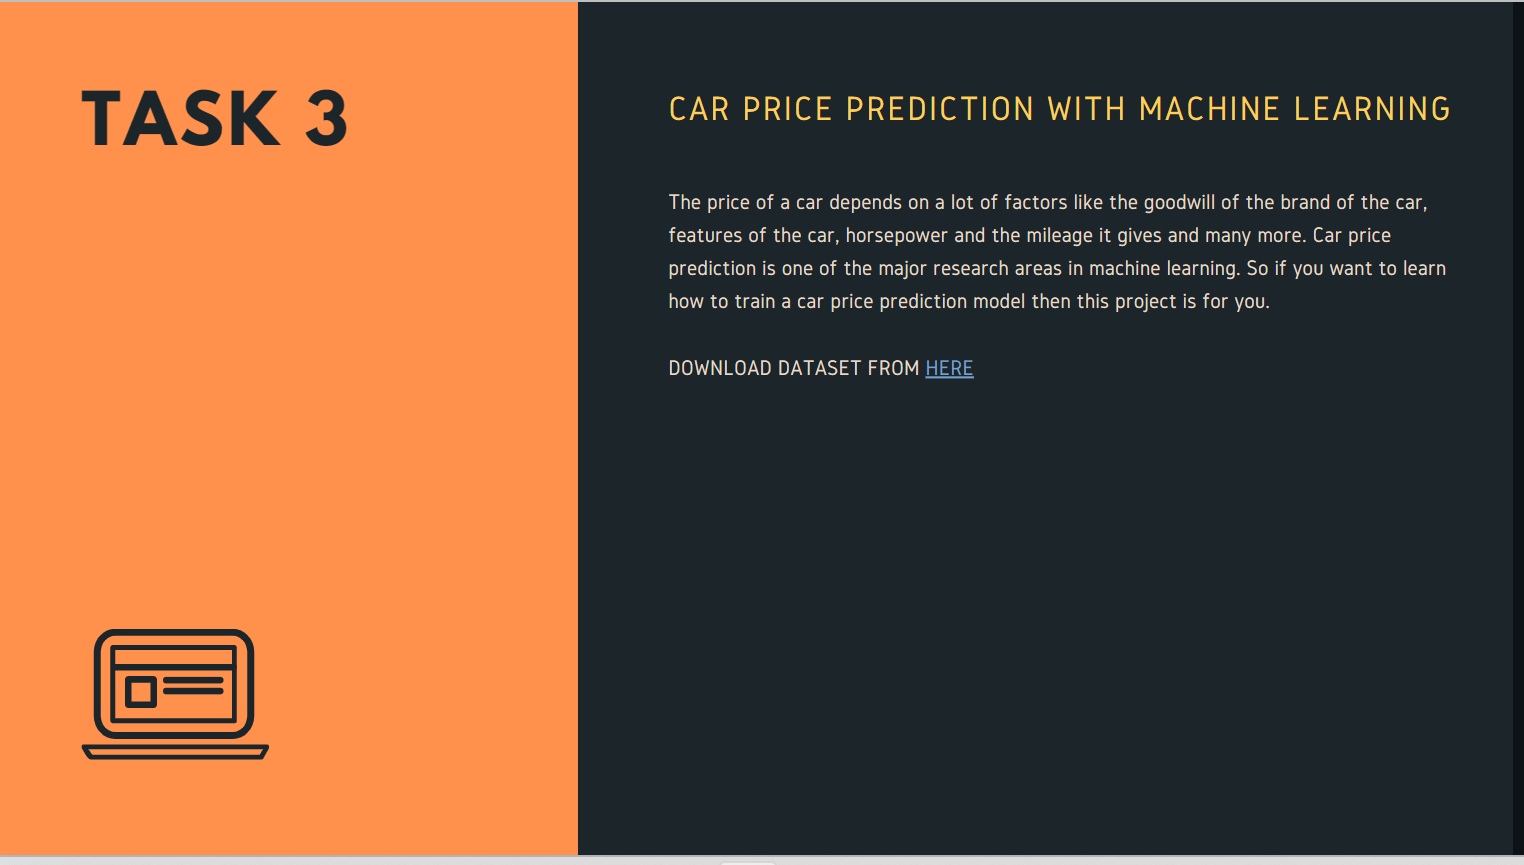 TASK 3
CAR PRICE PREDICTION WITH MACHINE LEARNING
The price of a car depends on a lot of factors like the goodwill of the brand of the car,
features of the car, horsepower and the mileage it gives and many more. Car price
prediction is one of the major research areas in machine learning. So if you want to learn
how to train a car price prediction model then this project is for you.
DOWNLOAD DATASET FROM HERE